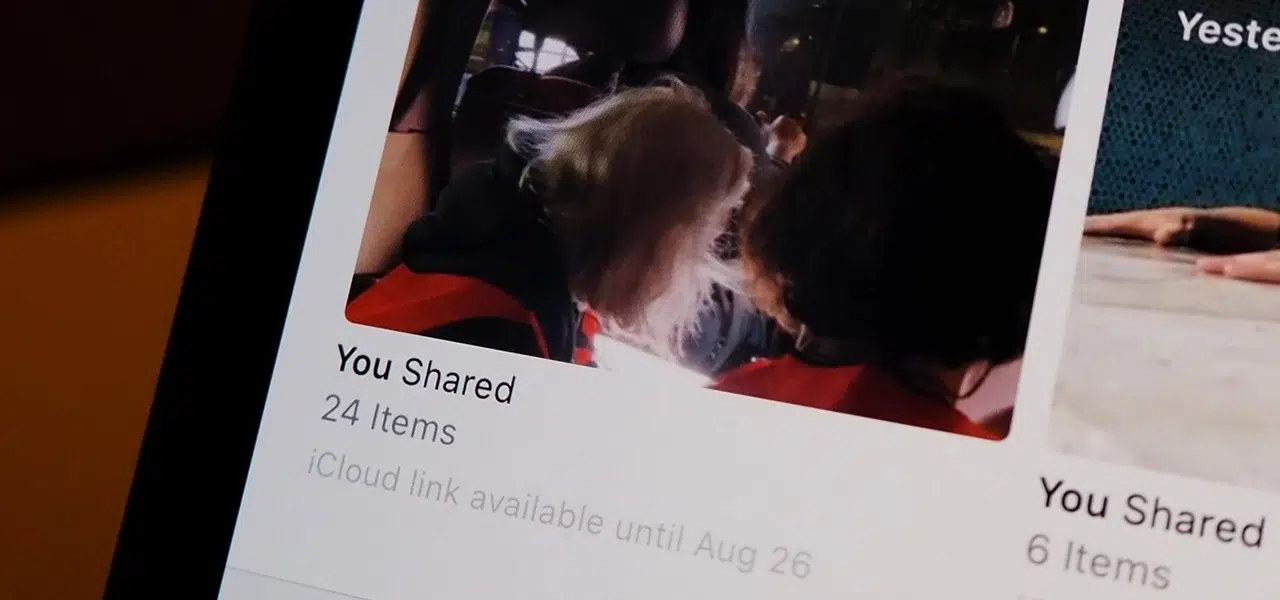 Yeste
You Shared
24 Items
iCloud link available until Aug 26
You Shared
6 Items